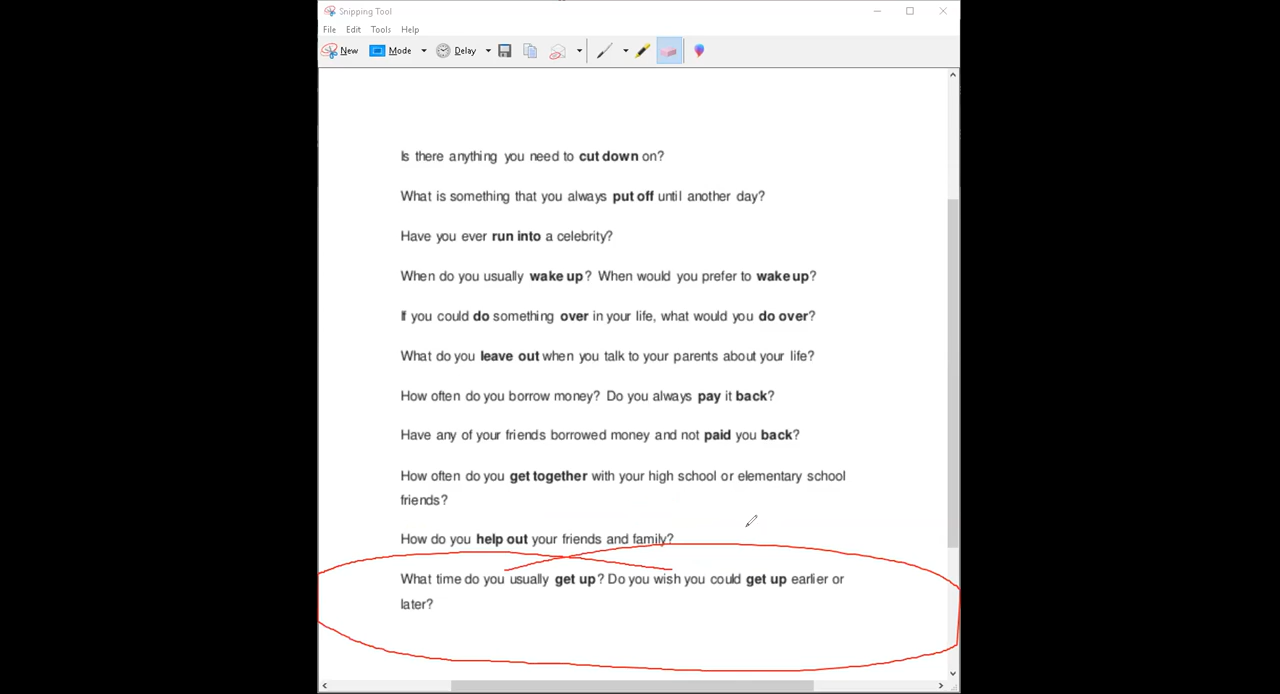 Snipping Tool
File Edit Tools Help
New Mode Delay
Is there anything you need to cut down on?
What is something that you always put off until another day?
Have you ever run into a celebrity?
When do you usually wake up? When would you prefer to wake up?
If you could do something over in your life, what would you do over?
What do you leave out when you talk to your parents about your life?
How often do you borrow money? Do you always pay it back?
Have any of your friends borrowed money and not paid you back?
How often do you get together with your high school or elementary school
friends?
How do you help out your friends and family?
What time do you usually get up? Do you wish you could get up earlier or
later?